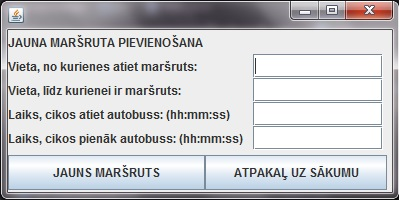 JAUNA MARŠRUTA PIEVIENOŠANA
Vieta, no kurienes atiet maršruts:
Vieta, līdz kurienei ir maršruts:
Laiks, cikos atiet autobuss: (hh:mm:ss)
Laiks, cikos pienāk autobuss: (hh:mm:ss)
JAUNS MARŠRUTS ATPAKAĻ UZ SĀKUMU